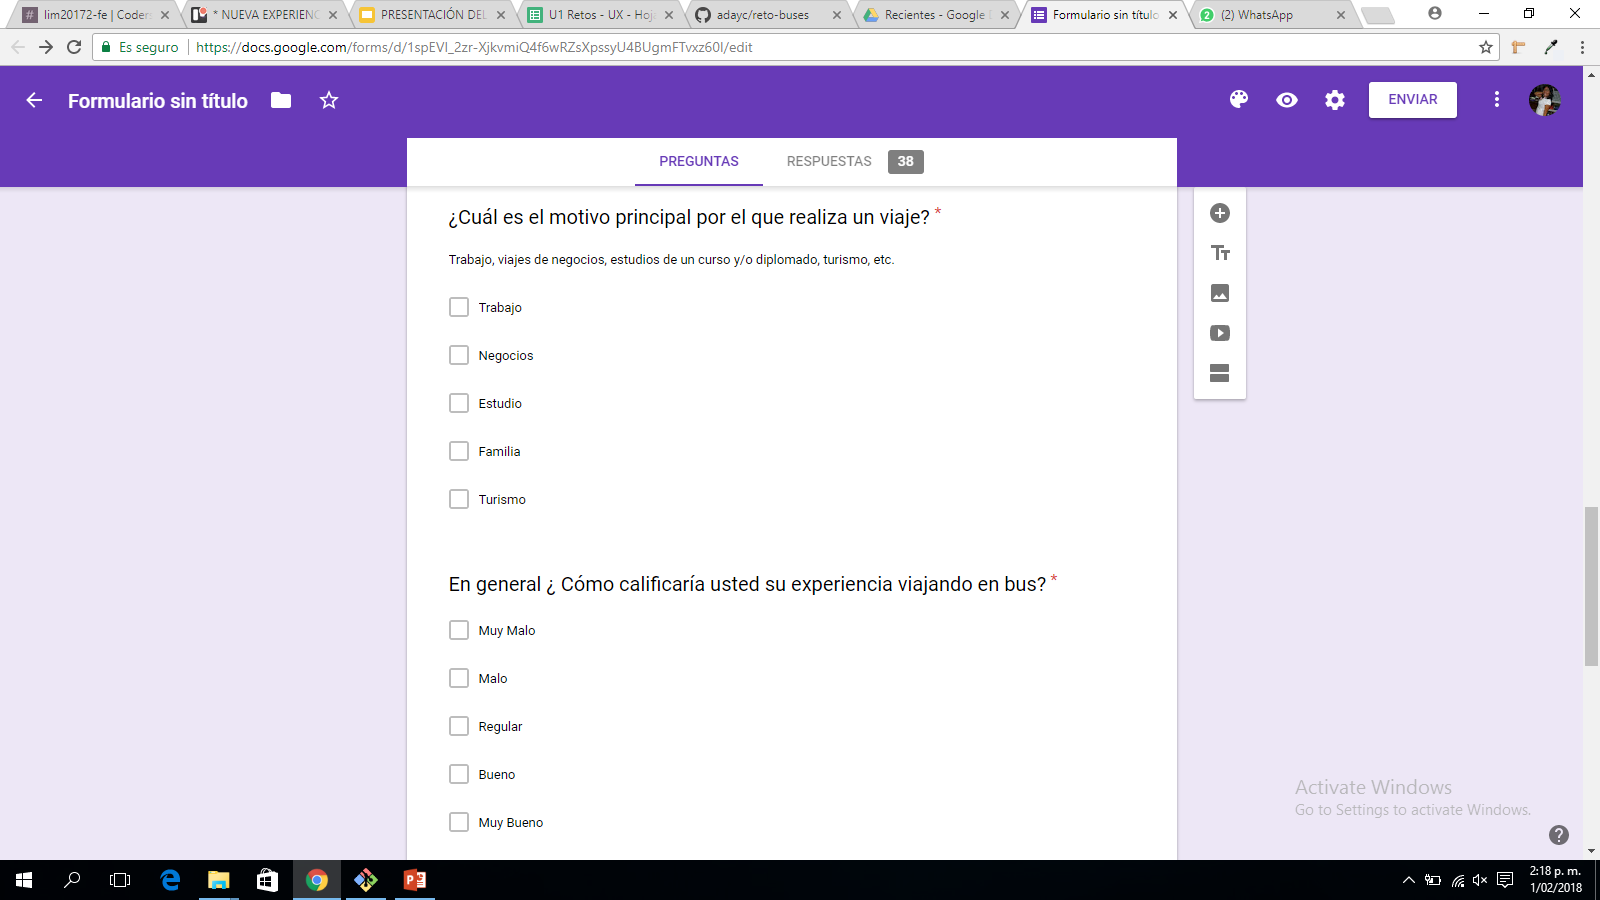 lim20172-fe | Coders
* NUEVA EXPERIENC
PRESENTACIÓN DEL
U1 Retos - UX - Hoja
adayc/reto-buses
Recientes - Google D
Formulario sin título
2 (2) WhatsApp
Es seguro https://docs.google.com/forms/d/1spEVI_2zr-XjkvmiQ4f6wRZsXpssyU4BUgmFTvxz60I/edit
Formulario sin título
ENVIAR
PREGUNTAS
RESPUESTAS 38
¿Cuál es el motivo principal por el que realiza un viaje? *
Trabajo, viajes de negocios, estudios de un curso y/o diplomado, turismo, etc.
Trabajo
Negocios
Estudio
Familia
Turismo
En general ¿ Cómo calificaría usted su experiencia viajando en bus? *
Muy Malo
Malo
Regular
Bueno
Muy Bueno
Activate Windows
Go to Settings to activate Windows.
2:18 p. m.
1/02/2018